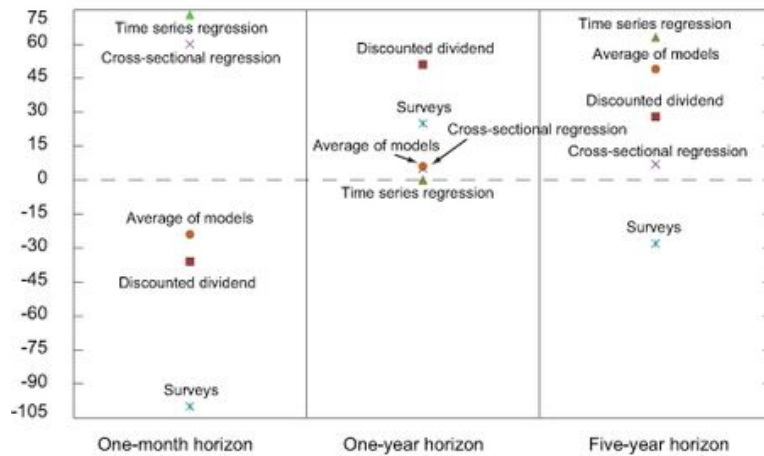 75
60
45
30
15
0
-15
-30
-45
-60
-75
-90
-105
Time series regression
Cross-sectional regression
Average of models
Discounted dividend
Surveys
One-month horizon
Discounted dividend
Surveys
Cross-sectional regression
Average of models
Time series regression
One-year horizon
Time series regression
Average of models
Discounted dividend
Cross-sectional regression
Surveys
Five-year horizon